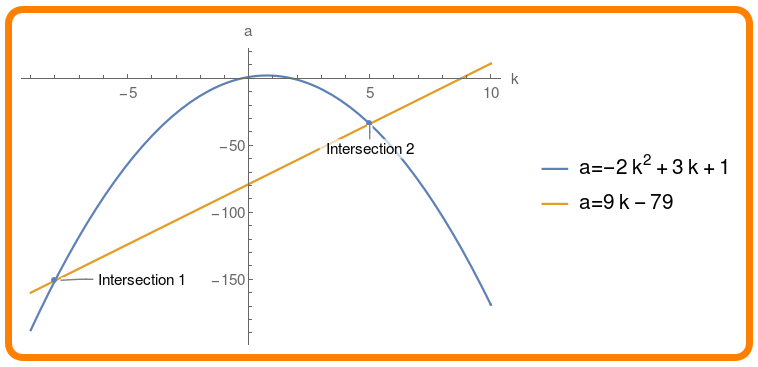 a
k
−5
5
10
−50
Intersection 2
−100
−150
Intersection 1
a=−2 k² + 3 k + 1
a=9 k − 79